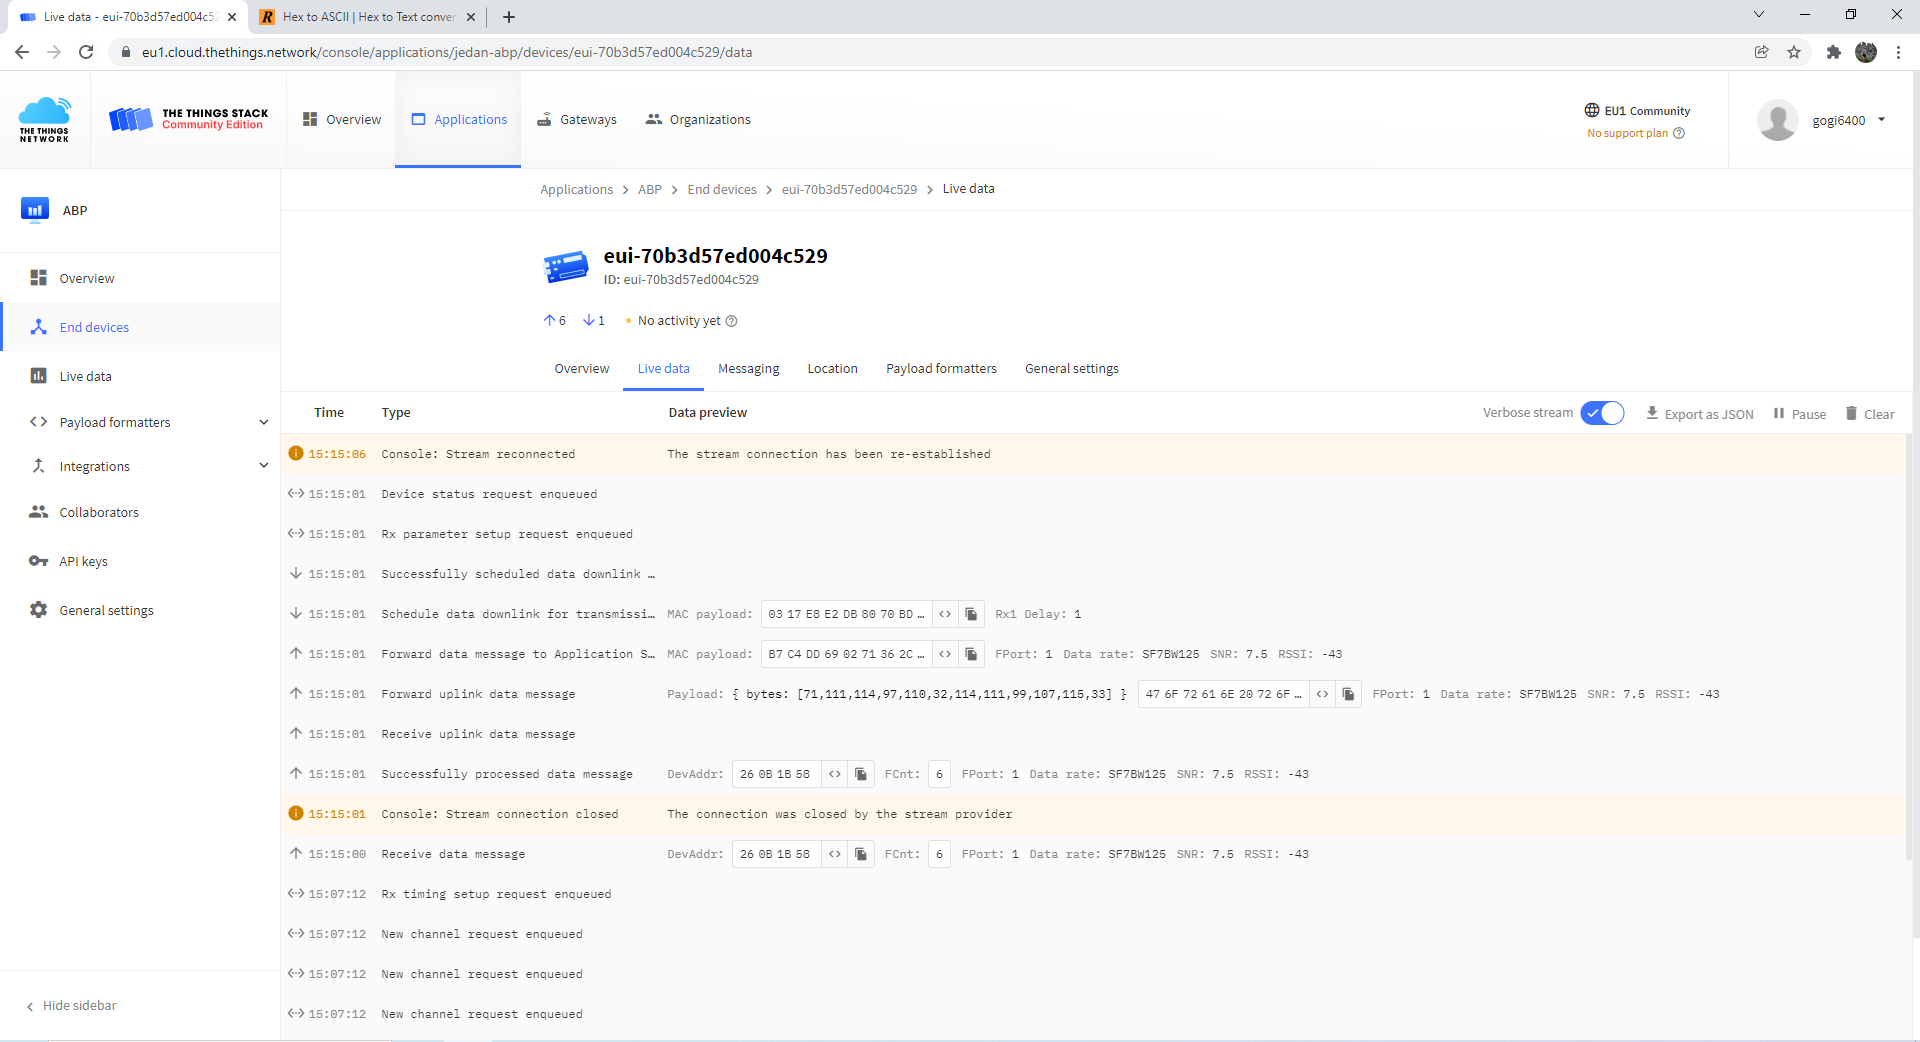 Live data - eui-70b3d57ed004c52
Hex to ASCII | Hex to Text conver
eu1.cloud.thethings.network/console/applications/jedan-abp/devices/eui-70b3d57ed004c529/data
THE THINGS NETWORK
THE THINGS STACK
Community Edition
Overview
Applications
Gateways
Organizations
EU1 Community
No support plan
gogi6400
ABP
Overview
End devices
Live data
Payload formatters
Integrations
Collaborators
API keys
General settings
Hide sidebar
Applications > ABP > End devices > eui-70b3d57ed004c529 > Live data
eui-70b3d57ed004c529
ID: eui-70b3d57ed004c529
6 1 • No activity yet
Overview Live data Messaging Location Payload formatters General settings
Time Type Data preview Verbose stream Export as JSON Pause Clear
15:15:06 Console: Stream reconnected The stream connection has been re-established
15:15:01 Device status request enqueued
15:15:01 Rx parameter setup request enqueued
15:15:01 Successfully scheduled data downlink …
15:15:01 Schedule data downlink for transmissi… MAC payload: 03 17 E8 E2 DB 80 70 BD … <> Rx1 Delay: 1
15:15:01 Forward data message to Application S… MAC payload: B7 C4 DD 69 02 71 36 2C … <> FPort: 1 Data rate: SF7BW125 SNR: 7.5 RSSI: -43
15:15:01 Forward uplink data message Payload: { bytes: [71,111,114,97,110,32,114,111,99,107,115,33] } 47 6F 72 61 6E 20 72 6F … <> FPort: 1 Data rate: SF7BW125 SNR: 7.5 RSSI: -43
15:15:01 Receive uplink data message
15:15:01 Successfully processed data message DevAddr: 26 0B 1B 58 <> FCnt: 6 FPort: 1 Data rate: SF7BW125 SNR: 7.5 RSSI: -43
15:15:01 Console: Stream connection closed The connection was closed by the stream provider
15:15:00 Receive data message DevAddr: 26 0B 1B 58 <> FCnt: 6 FPort: 1 Data rate: SF7BW125 SNR: 7.5 RSSI: -43
15:07:12 Rx timing setup request enqueued
15:07:12 New channel request enqueued
15:07:12 New channel request enqueued
15:07:12 New channel request enqueued